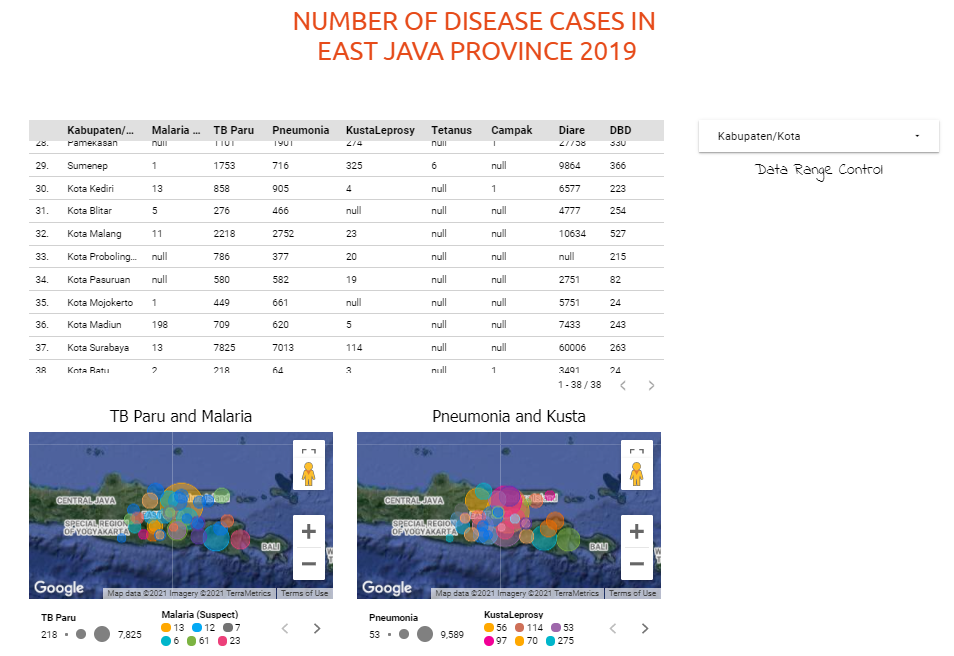 NUMBER OF DISEASE CASES IN
EAST JAVA PROVINCE 2019
Kabupaten/... Malaria ... TB Paru Pneumonia KustaLeprosy Tetanus Campak Diare DBD
28. Pamekasan null 1101 1901 274 null 1 27758 330
29. Sumenep 1 1753 716 325 6 null 9864 366
30. Kota Kediri 13 858 905 4 null 1 6577 223
31. Kota Blitar 5 276 466 null null null 4777 254
32. Kota Malang 11 2218 2752 23 null null 10634 527
33. Kota Proboling... null 786 377 20 null null null 215
34. Kota Pasuruan null 580 582 19 null null 2751 82
35. Kota Mojokerto 1 449 661 null null null 5751 24
36. Kota Madiun 198 709 620 5 null null 7433 243
37. Kota Surabaya 13 7825 7013 114 null null 60006 263
38. Kota Batu 2 218 64 3 null 1 3491 24
1 - 38 / 38
Kabupaten/Kota
Data Range Control
TB Paru and Malaria
CENTRAL JAVA
EAST
SPECIAL REGION
OF YOGYAKARTA
BALI
Google
Map data ©2021 Imagery ©2021 TerraMetrics Terms of Use
TB Paru
218 7,825
Malaria (Suspect)
13 12 7
6 61 23
Pneumonia and Kusta
CENTRAL JAVA
EAST
SPECIAL REGION
OF YOGYAKARTA
BALI
Google
Map data ©2021 Imagery ©2021 TerraMetrics Terms of Use
Pneumonia
53 9,589
KustaLeprosy
56 114 53
97 70 275